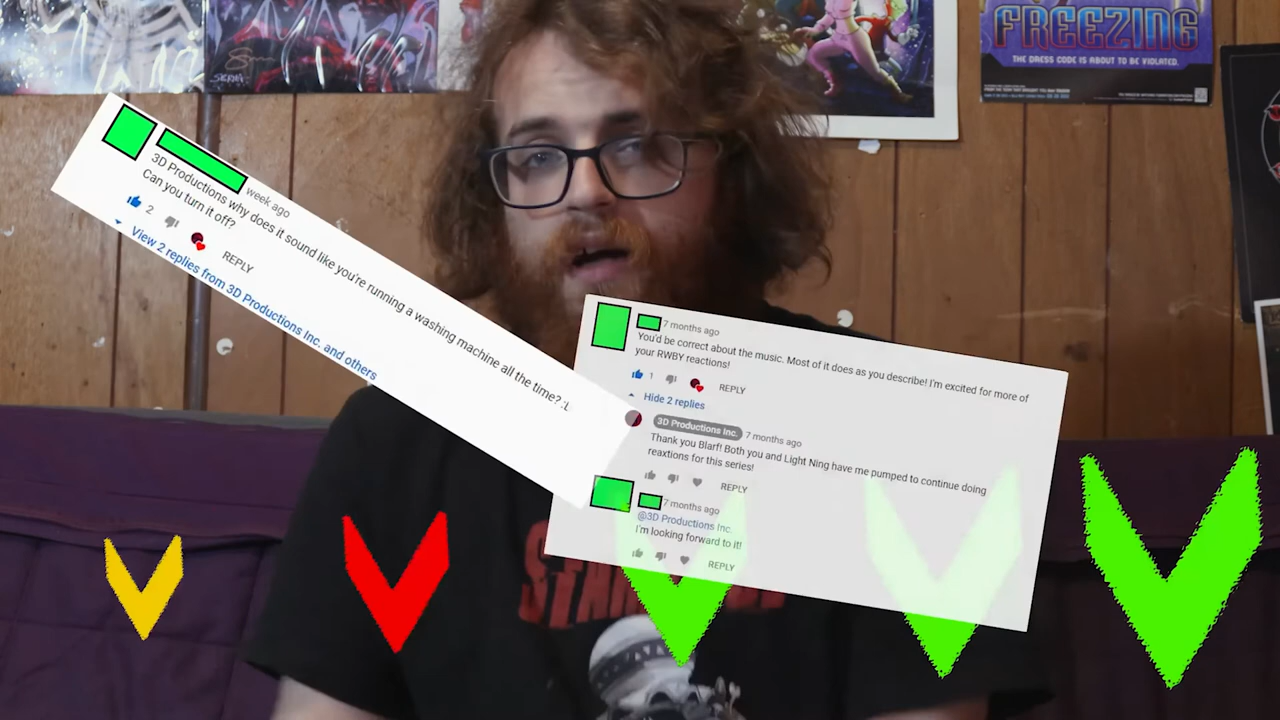 FREEZING
THE DRESS CODE IS ABOUT TO BE VIOLATED.
week ago
3D Productions why does it sound like you're running a washing machine all the time? :L
Can you turn it off?
2
REPLY
View 2 replies from 3D Productions Inc. and others
7 months ago
You'd be correct about the music. Most of it does as you describe! I'm excited for more of
your RWBY reactions!
1
REPLY
Hide 2 replies
3D Productions Inc. 7 months ago
Thank you Blarf! Both you and Light Ning have me pumped to continue doing
reaxtions for this series!
REPLY
7 months ago
@3D Productions Inc.
I'm looking forward to it!
REPLY